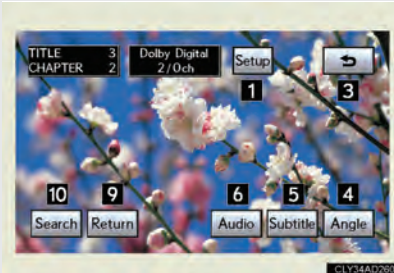 TITLE 3
CHAPTER 2
Dolby Digital
2/0ch
Setup
1
3
10
9
6
5
4
Search
Return
Audio
Subtitle
Angle
CLY34AD260